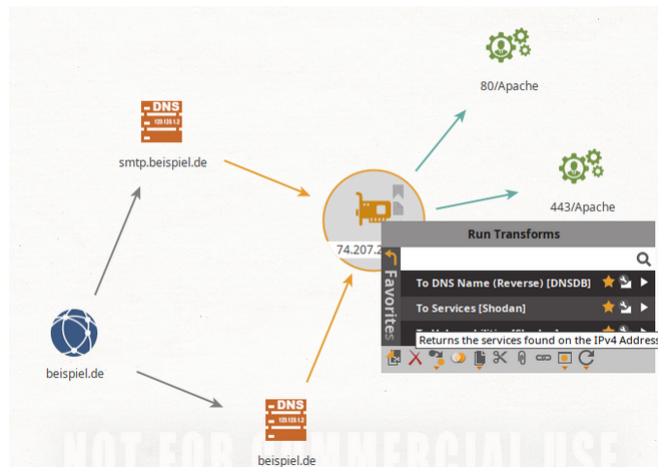 80/Apache
DNS
123.123.1.2
smtp.beispiel.de
443/Apache
74.207.2
Run Transforms
Favorites
To DNS Name (Reverse) [DNSDB]
To Services [Shodan]
Returns the services found on the IPv4 Address
beispiel.de
DNS
123.123.1.2
beispiel.de
NOT FOR COMMERCIAL USE